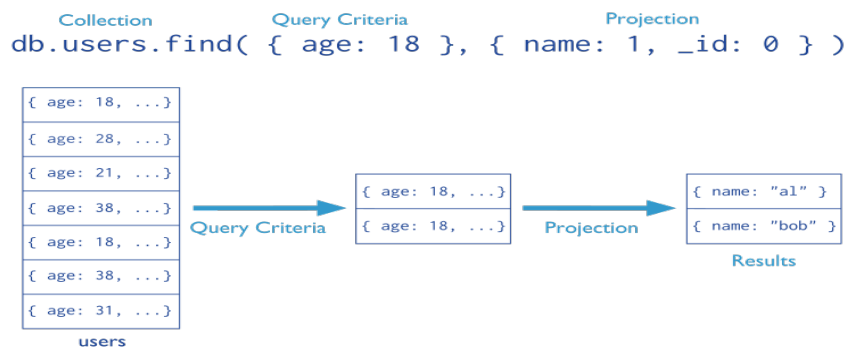 Collection Query Criteria Projection
db.users.find( { age: 18 }, { name: 1, _id: 0 } )
{ age: 18, ...}
{ age: 28, ...}
{ age: 21, ...}
{ age: 38, ...}
{ age: 18, ...}
{ age: 38, ...}
{ age: 31, ...}
users
Query Criteria
{ age: 18, ...}
{ age: 18, ...}
Projection
{ name: "al" }
{ name: "bob" }
Results